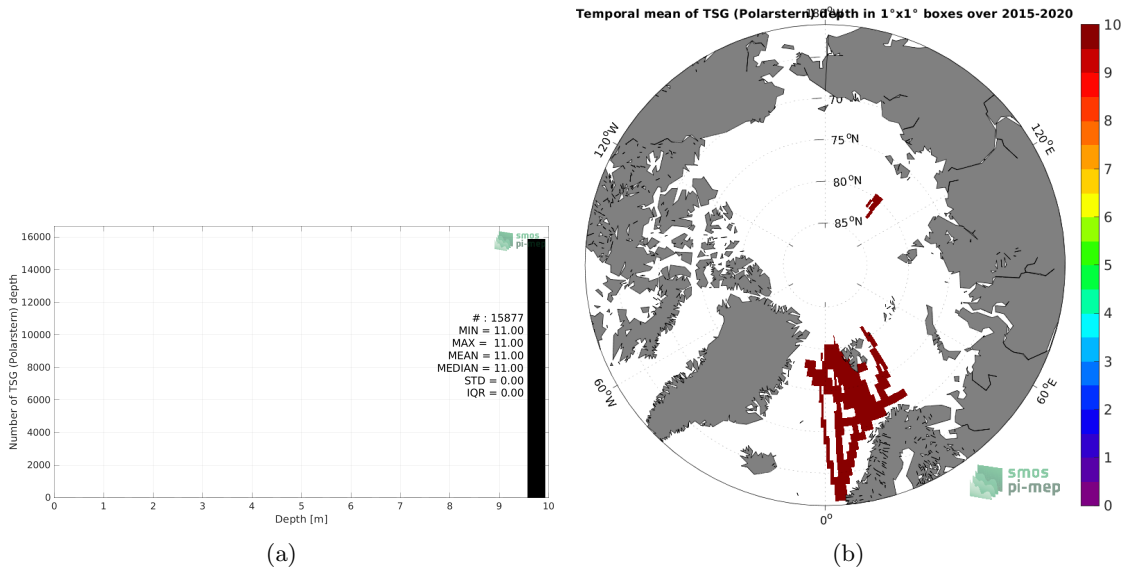 Temporal mean of TSG (Polarstern) depth in 1°x1° boxes over 2015-2020
Number of TSG (Polarstern) depth
16000
14000
12000
10000
8000
6000
4000
2000
0
0 1 2 3 4 5 6 7 8 9 10
Depth [m]
smos
pi-mep
# : 15877
MIN = 11.00
MAX = 11.00
MEAN = 11.00
MEDIAN = 11.00
STD = 0.00
IQR = 0.00
(a)
180°W
120°W
120°E
60°W
60°E
0°
70°N
75°N
80°N
85°N
smos
pi-mep
10
9
8
7
6
5
4
3
2
1
0
(b)